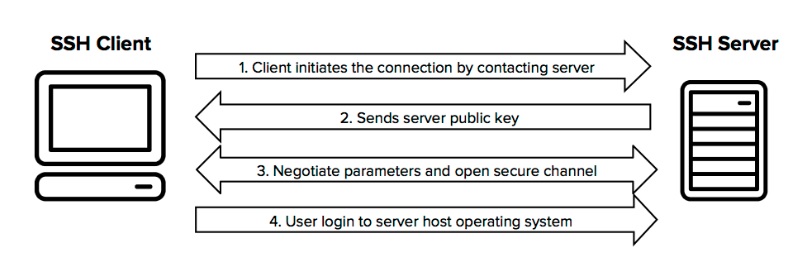 SSH Client
SSH Server
1. Client initiates the connection by contacting server
2. Sends server public key
3. Negotiate parameters and open secure channel
4. User login to server host operating system